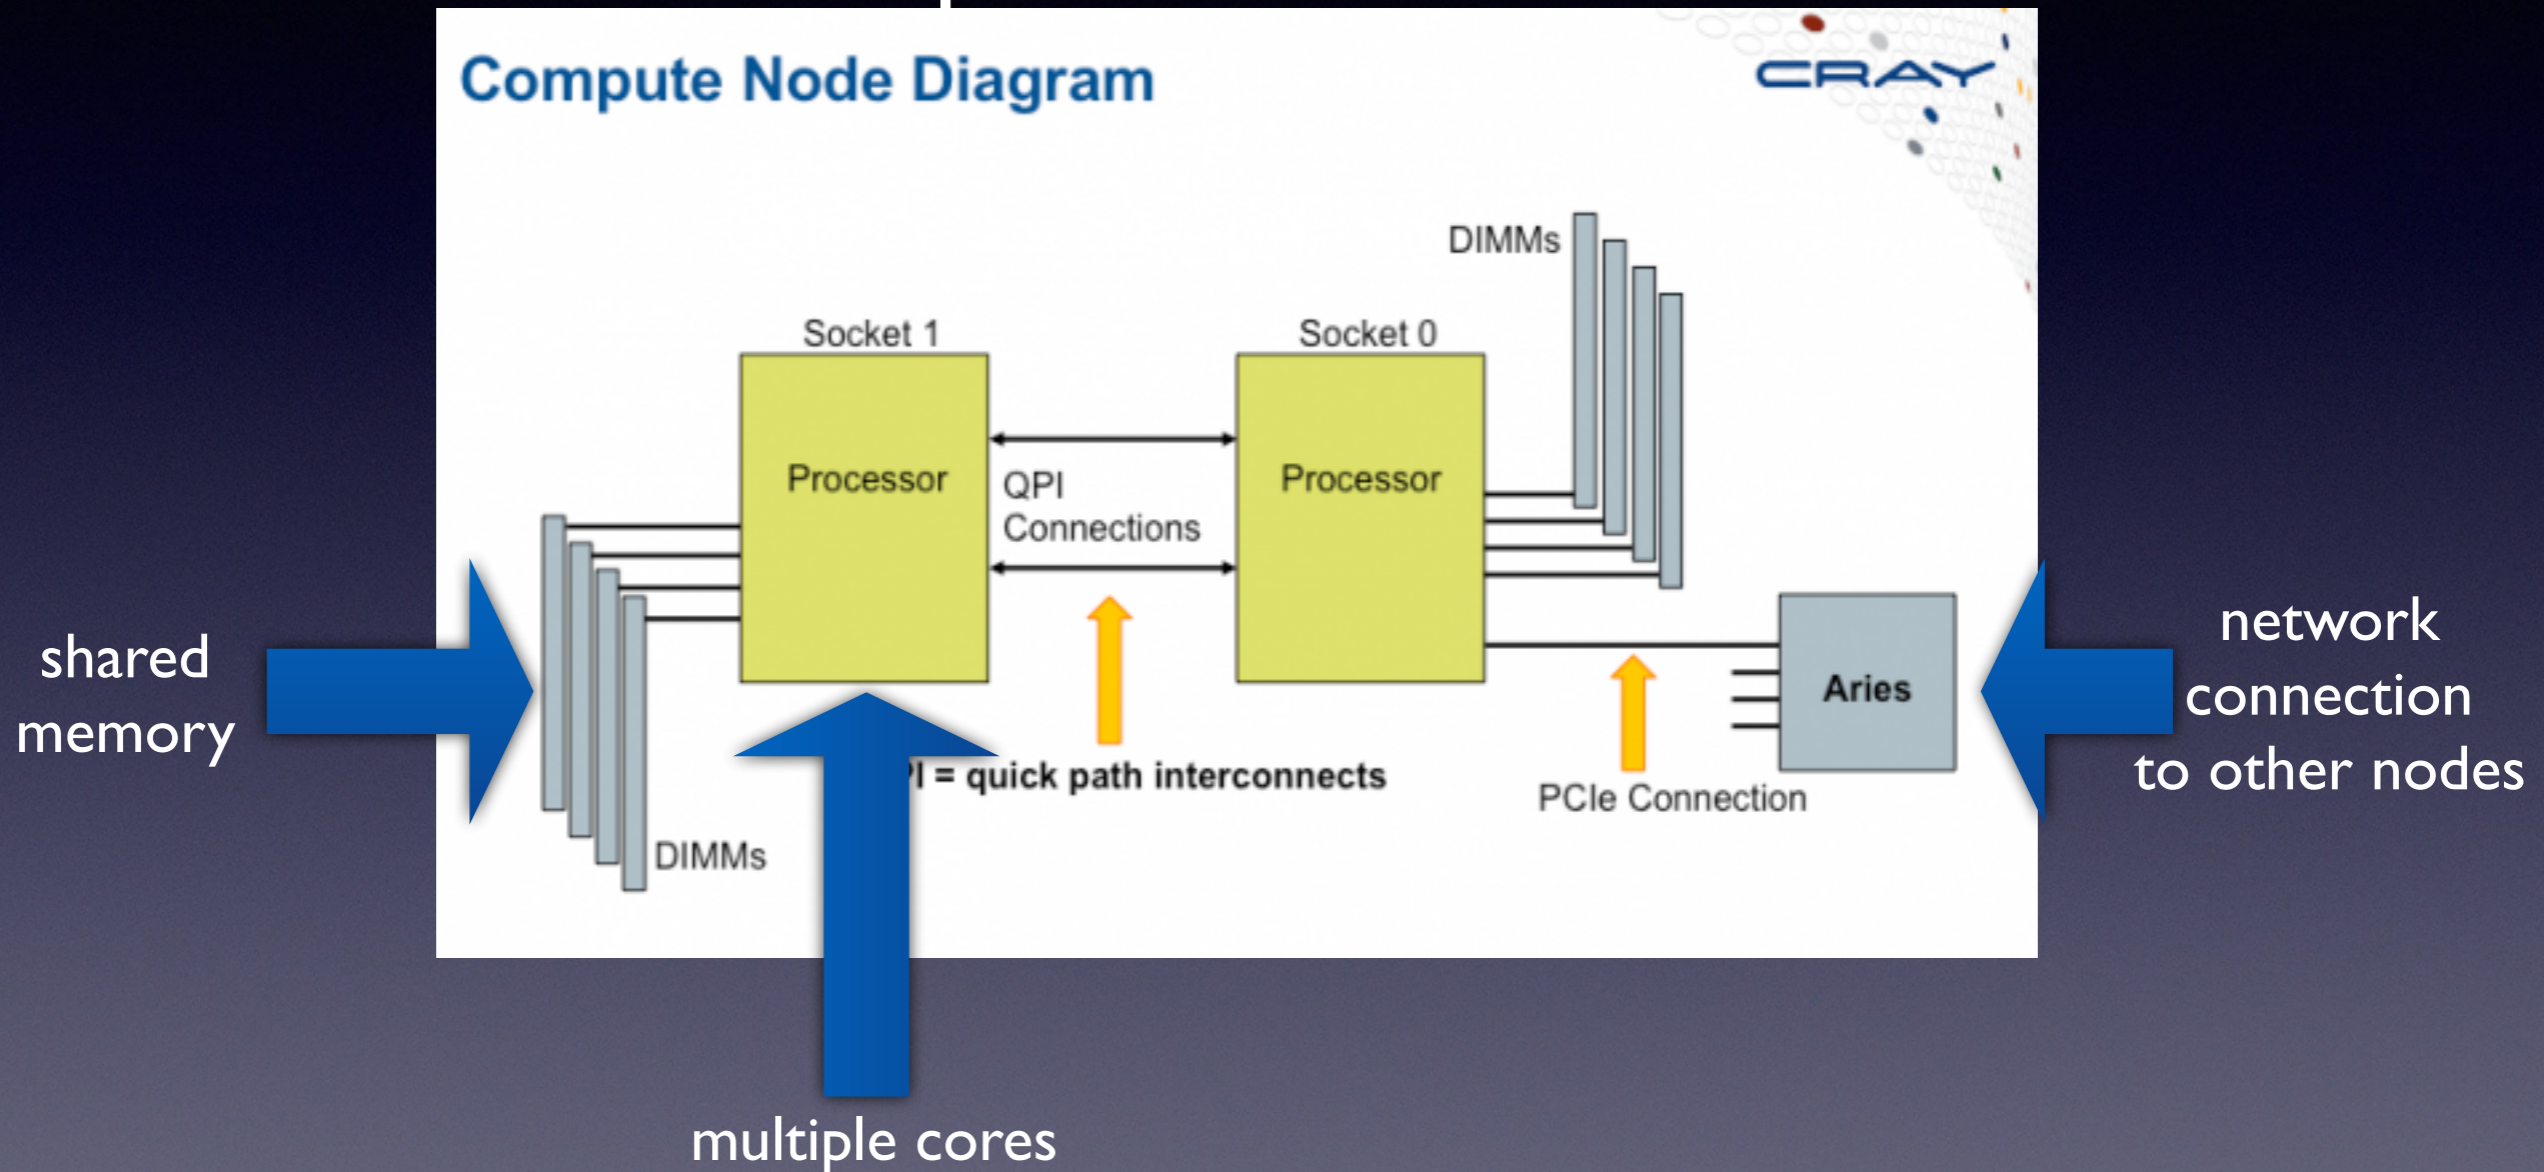 Compute Node Diagram
CRAY
DIMMs
Socket 1
Socket 0
Processor
QPI
Connections
Processor
shared
memory
network
connection
to other nodes
Aries
= quick path interconnects
PCIe Connection
DIMMs
multiple cores